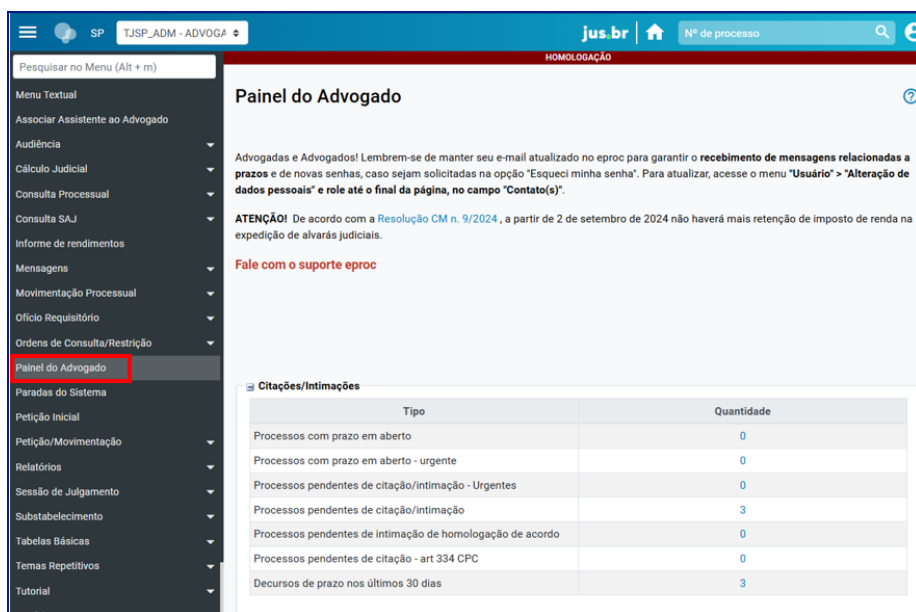 SP
TJSP_ADM - ADVOGA
jus.br
Nº de processo
HOMOLOGAÇÃO
Pesquisar no Menu (Alt + m)
Menu Textual
Associar Assistente ao Advogado
Audiência
Cálculo Judicial
Consulta Processual
Consulta SAJ
Informe de rendimentos
Mensagens
Movimentação Processual
Ofício Requisitório
Ordens de Consulta/Restrição
Painel do Advogado
Paradas do Sistema
Petição Inicial
Petição/Movimentação
Relatórios
Sessão de Julgamento
Substabelecimento
Tabelas Básicas
Temas Repetitivos
Tutorial
Painel do Advogado
Advogadas e Advogados! Lembrem-se de manter seu e-mail atualizado no eproc para garantir o recebimento de mensagens relacionadas a
prazos e de novas senhas, caso sejam solicitadas na opção "Esqueci minha senha". Para atualizar, acesse o menu "Usuário" > "Alteração de
dados pessoais" e role até o final da página, no campo "Contato(s)".
ATENÇÃO! De acordo com a Resolução CM n. 9/2024 , a partir de 2 de setembro de 2024 não haverá mais retenção de imposto de renda na
expedição de alvarás judiciais.
Fale com o suporte eproc
Citações/Intimações
Tipo Quantidade
Processos com prazo em aberto 0
Processos com prazo em aberto - urgente 0
Processos pendentes de citação/intimação - Urgentes 0
Processos pendentes de citação/intimação 3
Processos pendentes de intimação de homologação de acordo 0
Processos pendentes de citação - art 334 CPC 0
Decursos de prazo nos últimos 30 dias 3